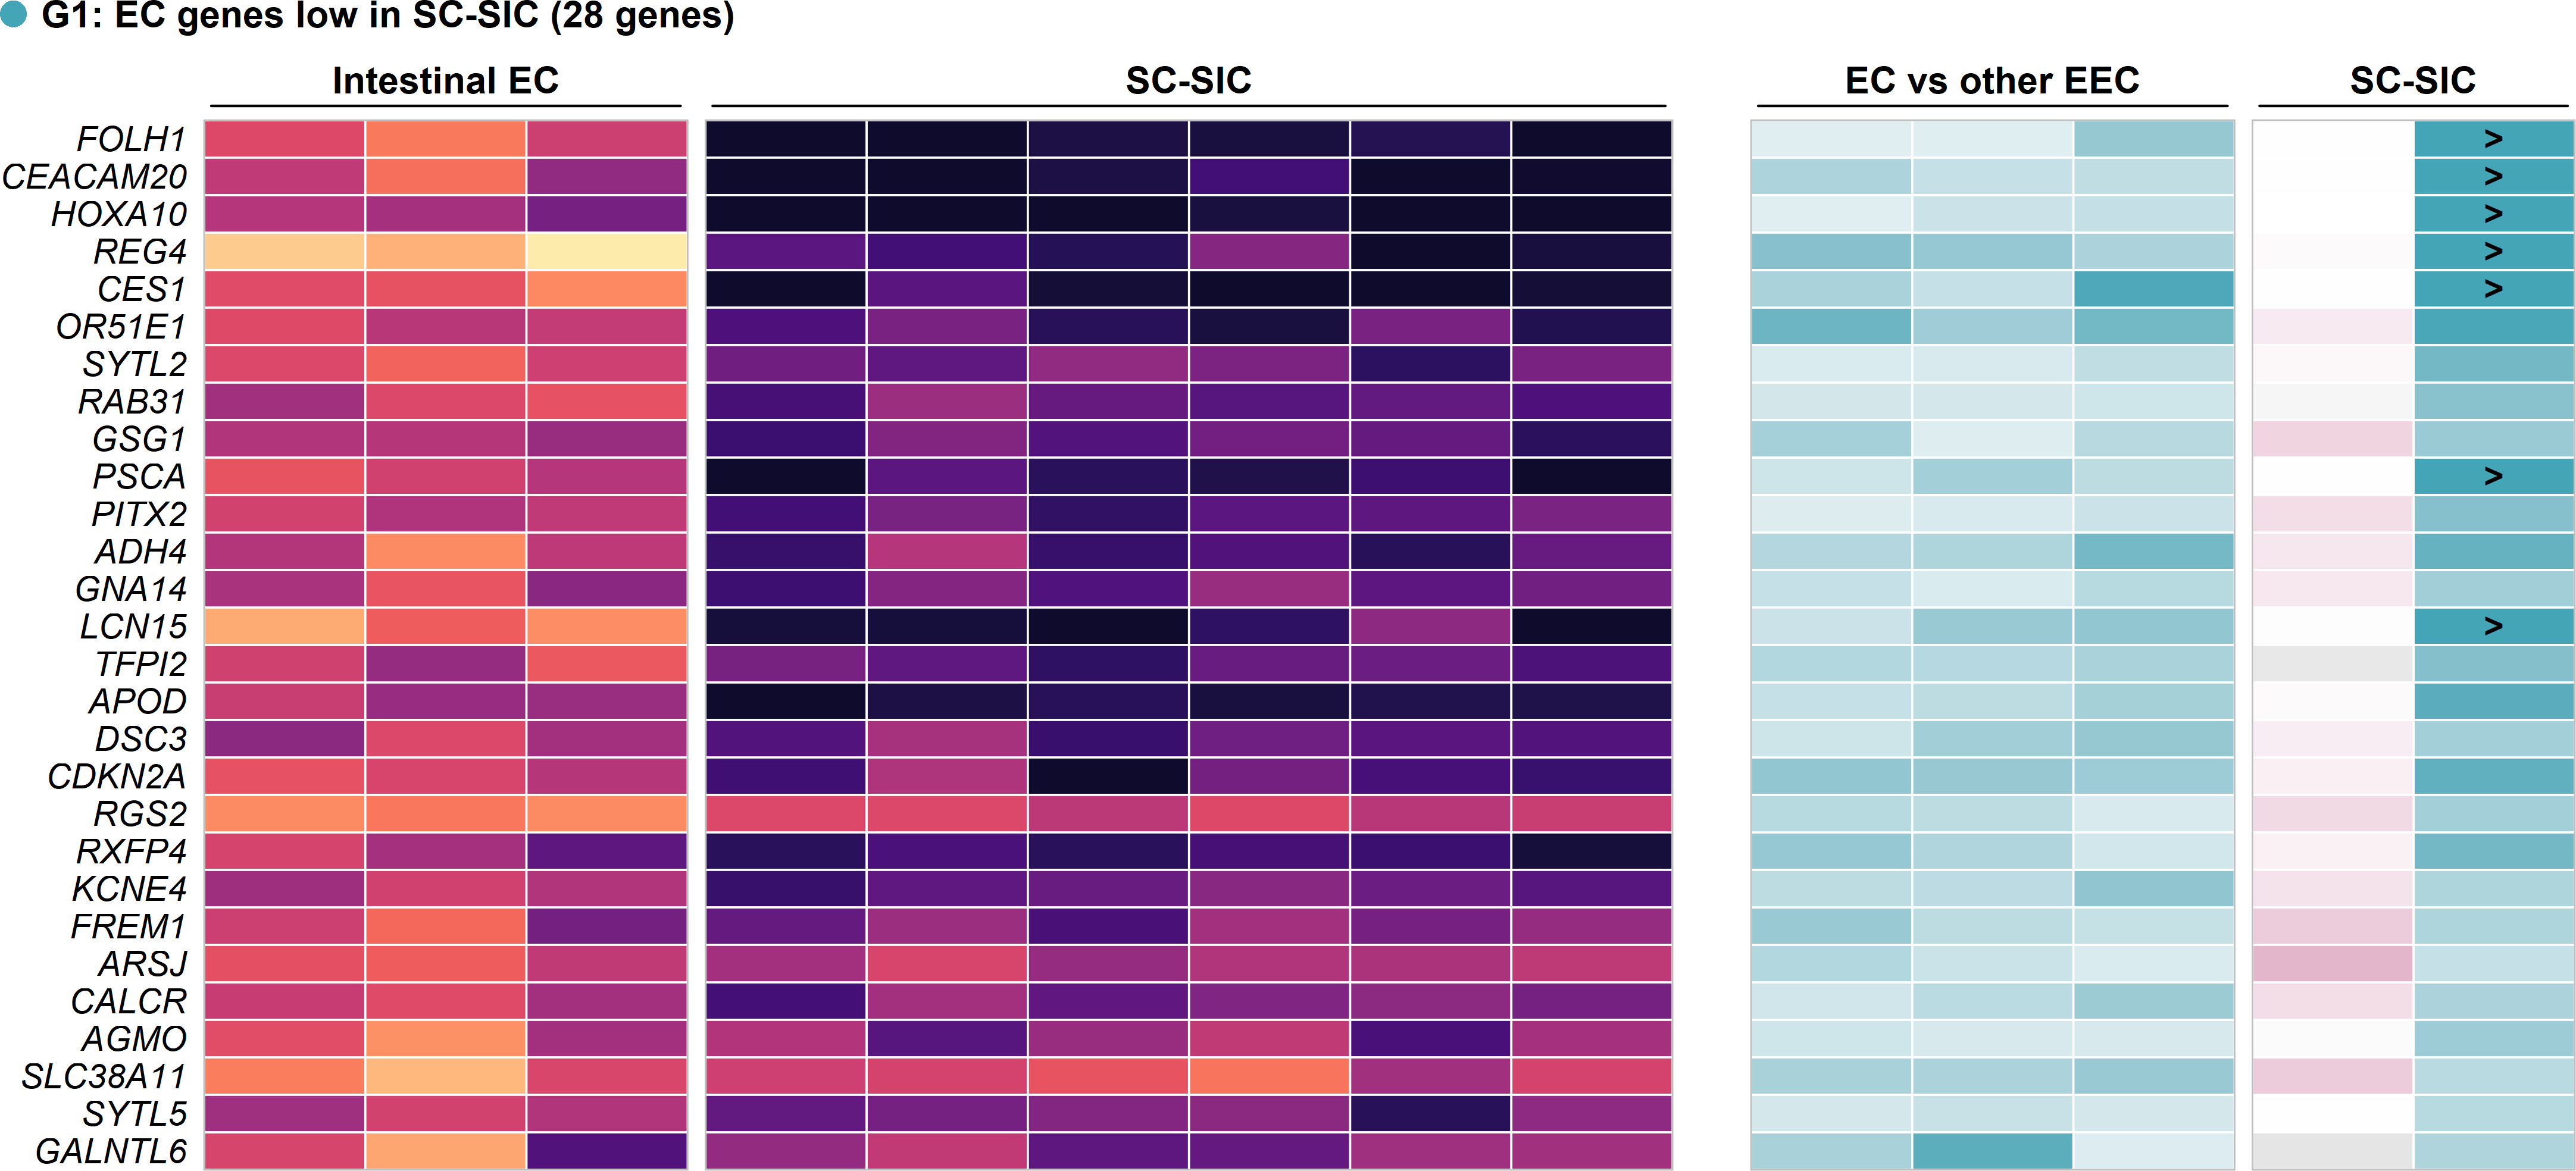 G1: EC genes low in SC-SIC (28 genes)
Intestinal EC SC-SIC EC vs other EEC SC-SIC
FOLH1 >
CEACAM20 >
HOXA10 >
REG4 >
CES1 >
OR51E1
SYTL2
RAB31
GSG1
PSCA >
PITX2
ADH4
GNA14
LCN15 >
TFPI2
APOD
DSC3
CDKN2A
RGS2
RXFP4
KCNE4
FREM1
ARSJ
CALCR
AGMO
SLC38A11
SYTL5
GALNTL6